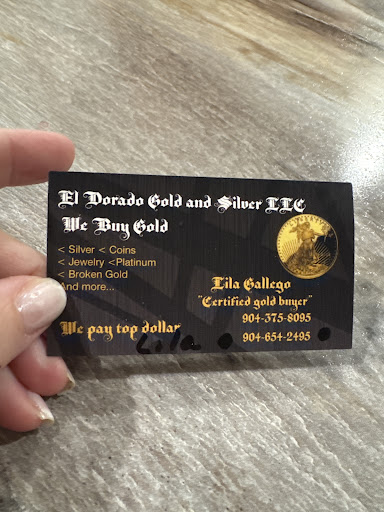 El Dorado Gold and Silver LLC
We Buy Gold
< Silver < Coins
< Jewelry <Platinum
< Broken Gold
And more...
Lila Gallego
"Certified gold buyer"
904-375-8095
We pay top dollar
904-654-2495
Lila